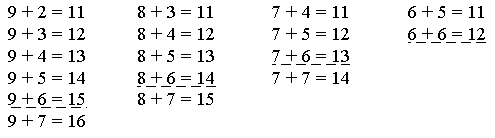 9 + 2 = 11 8 + 3 = 11 7 + 4 = 11 6 + 5 = 11
9 + 3 = 12 8 + 4 = 12 7 + 5 = 12 6 + 6 = 12
9 + 4 = 13 8 + 5 = 13 7 + 6 = 13
9 + 5 = 14 8 + 6 = 14 7 + 7 = 14
9 + 6 = 15 8 + 7 = 15
9 + 7 = 16